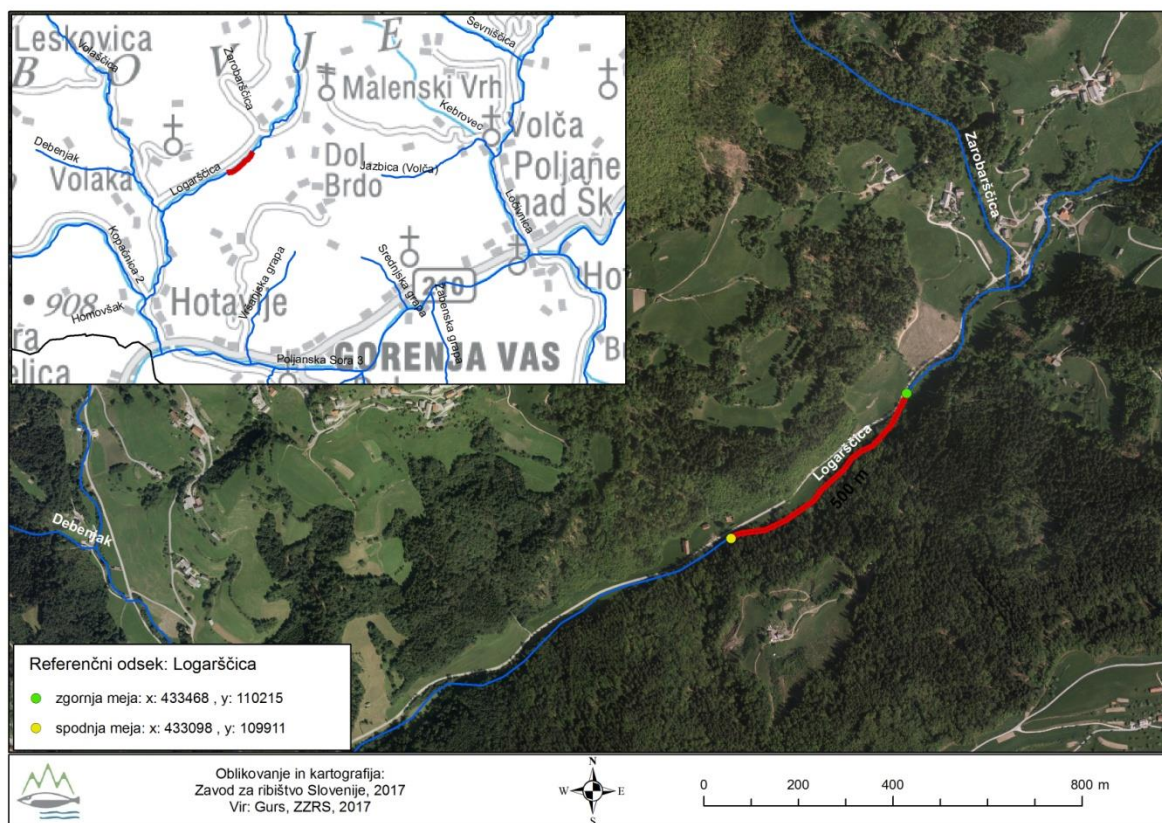 Leskovica
Volaščica
B O V J E
Zarobarščica
Sevniščica
Malenski Vrh
Kebrovec
Volča
Debenjak
Volaka
Logarščica
Dol
Brdo
Jazbica (Volča)
Poljane
nad Šk
Ločivnica
Kopačnica 2
908
Hotavlje
Homovšak
Srednjska grapa
210
Žabenska grapa
Ho
Poljanska Sora 3
GORENJA VAS
elica
Zarobarščica
Logarščica
500 m
Debenjak
Referenčni odsek: Logarščica
zgornja meja: x: 433468 , y: 110215
spodnja meja: x: 433098 , y: 109911
Oblikovanje in kartografija:
Zavod za ribištvo Slovenije, 2017
Vir: Gurs, ZZRS, 2017
N
W E
S
0 200 400 800 m